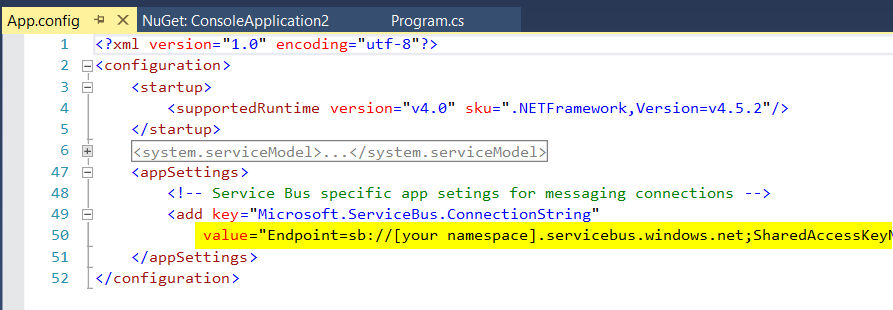 App.config NuGet: ConsoleApplication2 Program.cs
1 <?xml version="1.0" encoding="utf-8"?>
2 <configuration>
3 <startup>
4 <supportedRuntime version="v4.0" sku=".NETFramework,Version=v4.5.2"/>
5 </startup>
6 <system.serviceModel>...</system.serviceModel>
47 <appSettings>
48 <!-- Service Bus specific app setings for messaging connections -->
49 <add key="Microsoft.ServiceBus.ConnectionString"
50 value="Endpoint=sb://[your namespace].servicebus.windows.net;SharedAccessKeyN
51 </appSettings>
52 </configuration>